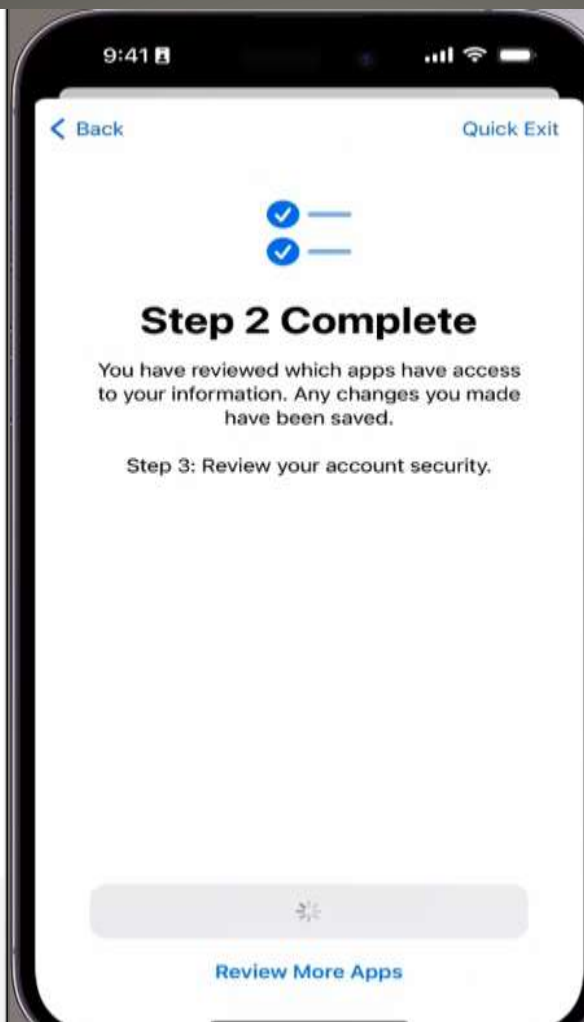 9:41
Back
Quick Exit
Step 2 Complete
You have reviewed which apps have access
to your information. Any changes you made
have been saved.
Step 3: Review your account security.
Review More Apps